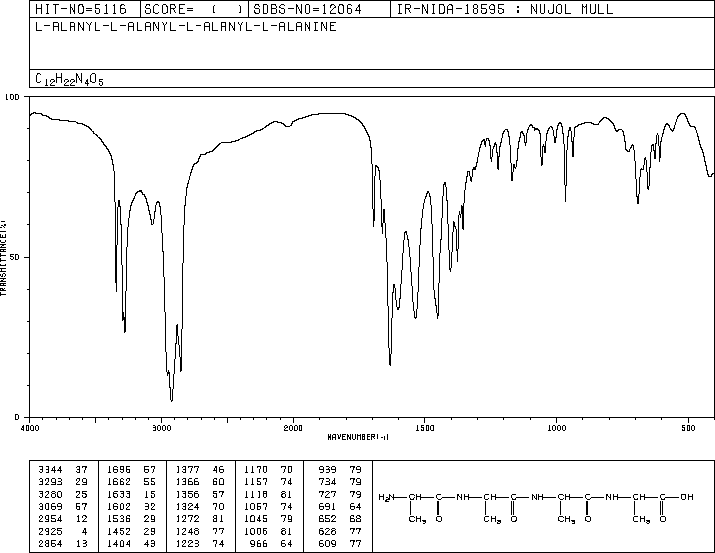 HIT-NO=5116 SCORE= ( ) SDBS-NO=12064 IR-NIDA-18595 : NUJOL MULL
L-ALANYL-L-ALANYL-L-ALANYL-L-ALANINE
C12H22N4O5
100
50
0
TRANSMITTANCE(%)
4000 3000 2000 1500 1000 500
WAVENUMBER(-1)
3344 37 1696 57 1377 46 1170 70 939 79
3293 29 1662 55 1366 60 1157 74 734 79
3280 25 1633 15 1356 57 1118 81 727 79
3069 57 1602 32 1324 70 1057 74 691 64
2954 12 1536 29 1272 81 1045 79 652 68
2925 4 1452 29 1248 77 1006 81 628 77
2854 13 1404 43 1223 74 966 64 609 77
H2N CH C NH CH C NH CH C NH CH C OH
CH3 O CH3 O CH3 O CH3 O